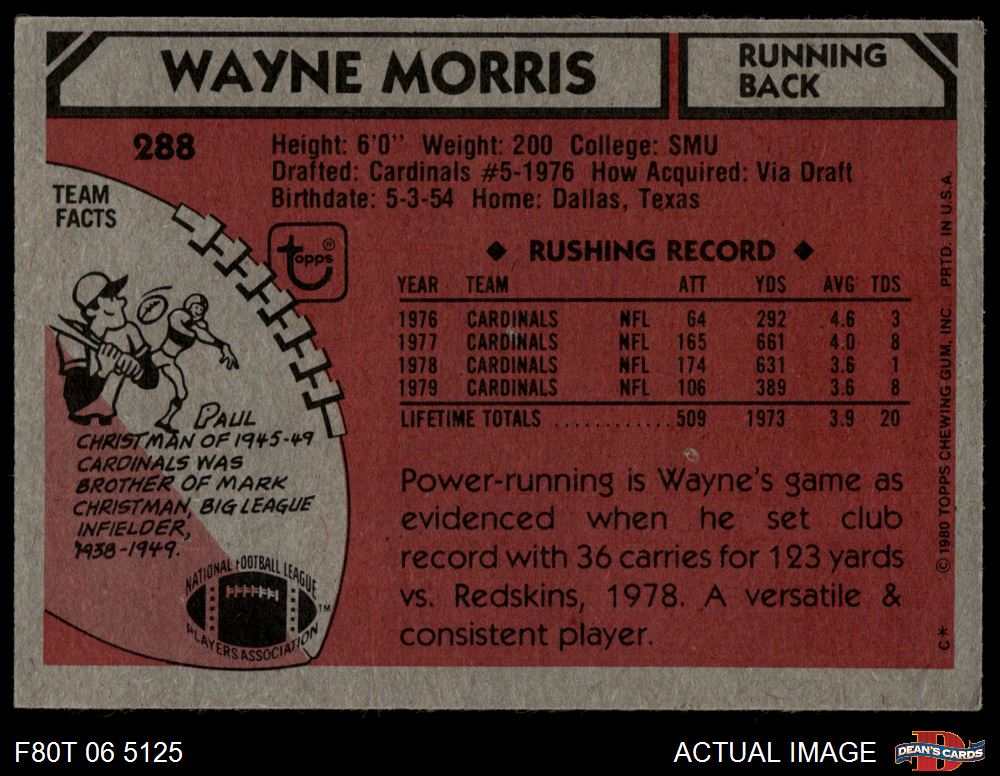 WAYNE MORRIS
RUNNING
BACK
288
Height: 6'0" Weight: 200 College: SMU
Drafted: Cardinals #5-1976 How Acquired: Via Draft
Birthdate: 5-3-54 Home: Dallas, Texas
TEAM
FACTS
topps®
PAUL
CHRISTMAN OF 1945-49
CARDINALS WAS
BROTHER OF MARK
CHRISTMAN, BIG LEAGUE
INFIELDER,
1938-1949.
NATIONAL FOOTBALL LEAGUE
PLAYERS ASSOCIATION
TM
◆ RUSHING RECORD ◆
YEAR TEAM ATT YDS AVG TDS
1976 CARDINALS NFL 64 292 4.6 3
1977 CARDINALS NFL 165 661 4.0 8
1978 CARDINALS NFL 174 631 3.6 1
1979 CARDINALS NFL 106 389 3.6 8
LIFETIME TOTALS ............ 509 1973 3.9 20
Power-running is Wayne's game as
evidenced when he set club
record with 36 carries for 123 yards
vs. Redskins, 1978. A versatile &
consistent player.
C* © 1980 TOPPS CHEWING GUM, INC. PRTD. IN U.S.A.
F80T 06 5125
ACTUAL IMAGE
DEAN'S CARDS